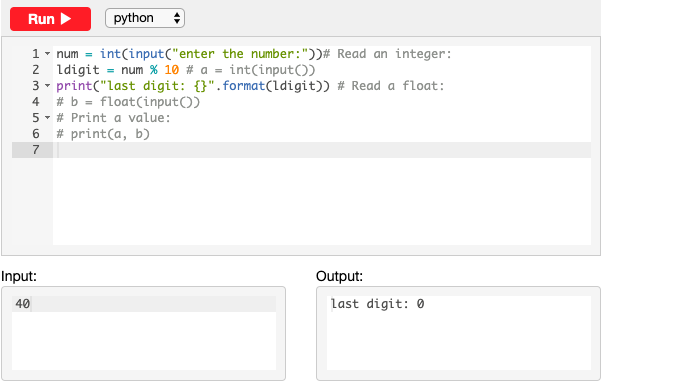 Run
python
1 num = int(input("enter the number:"))# Read an integer:
2 ldigit = num % 10 # a = int(input())
3 print("last digit: {}".format(ldigit)) # Read a float:
4 # b = float(input())
5 # Print a value:
6 # print(a, b)
7
Input:
Output:
40
last digit: 0